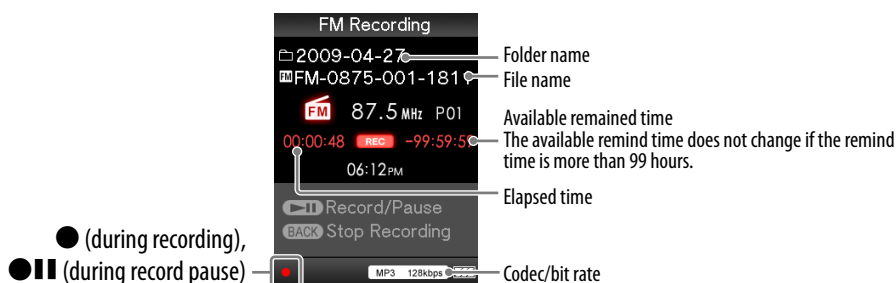 FM Recording
2009-04-27
Folder name
FM-0875-001-181
File name
FM 87.5 MHz P01
Available remained time
The available remind time does not change if the remind
time is more than 99 hours.
00:00:48 REC -99:59:59
06:12PM
Elapsed time
Record/Pause
BACK Stop Recording
(during recording),
(during record pause)
MP3 128kbps
Codec/bit rate